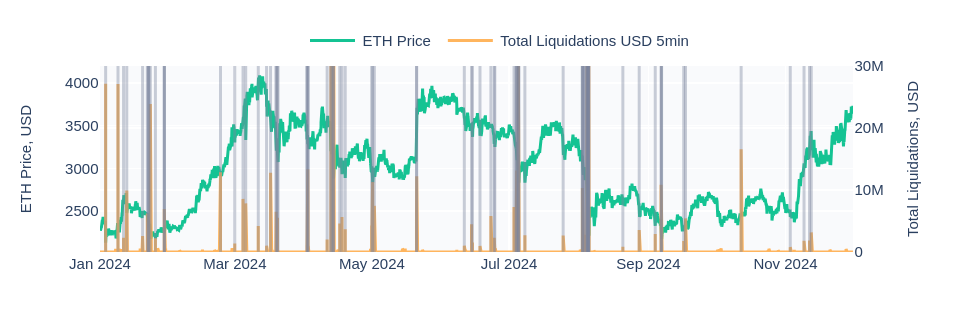 ETH Price
Total Liquidations USD 5min
4000
3500
3000
2500
ETH Price, USD
30M
20M
10M
0
Total Liquidations, USD
Jan 2024
Mar 2024
May 2024
Jul 2024
Sep 2024
Nov 2024